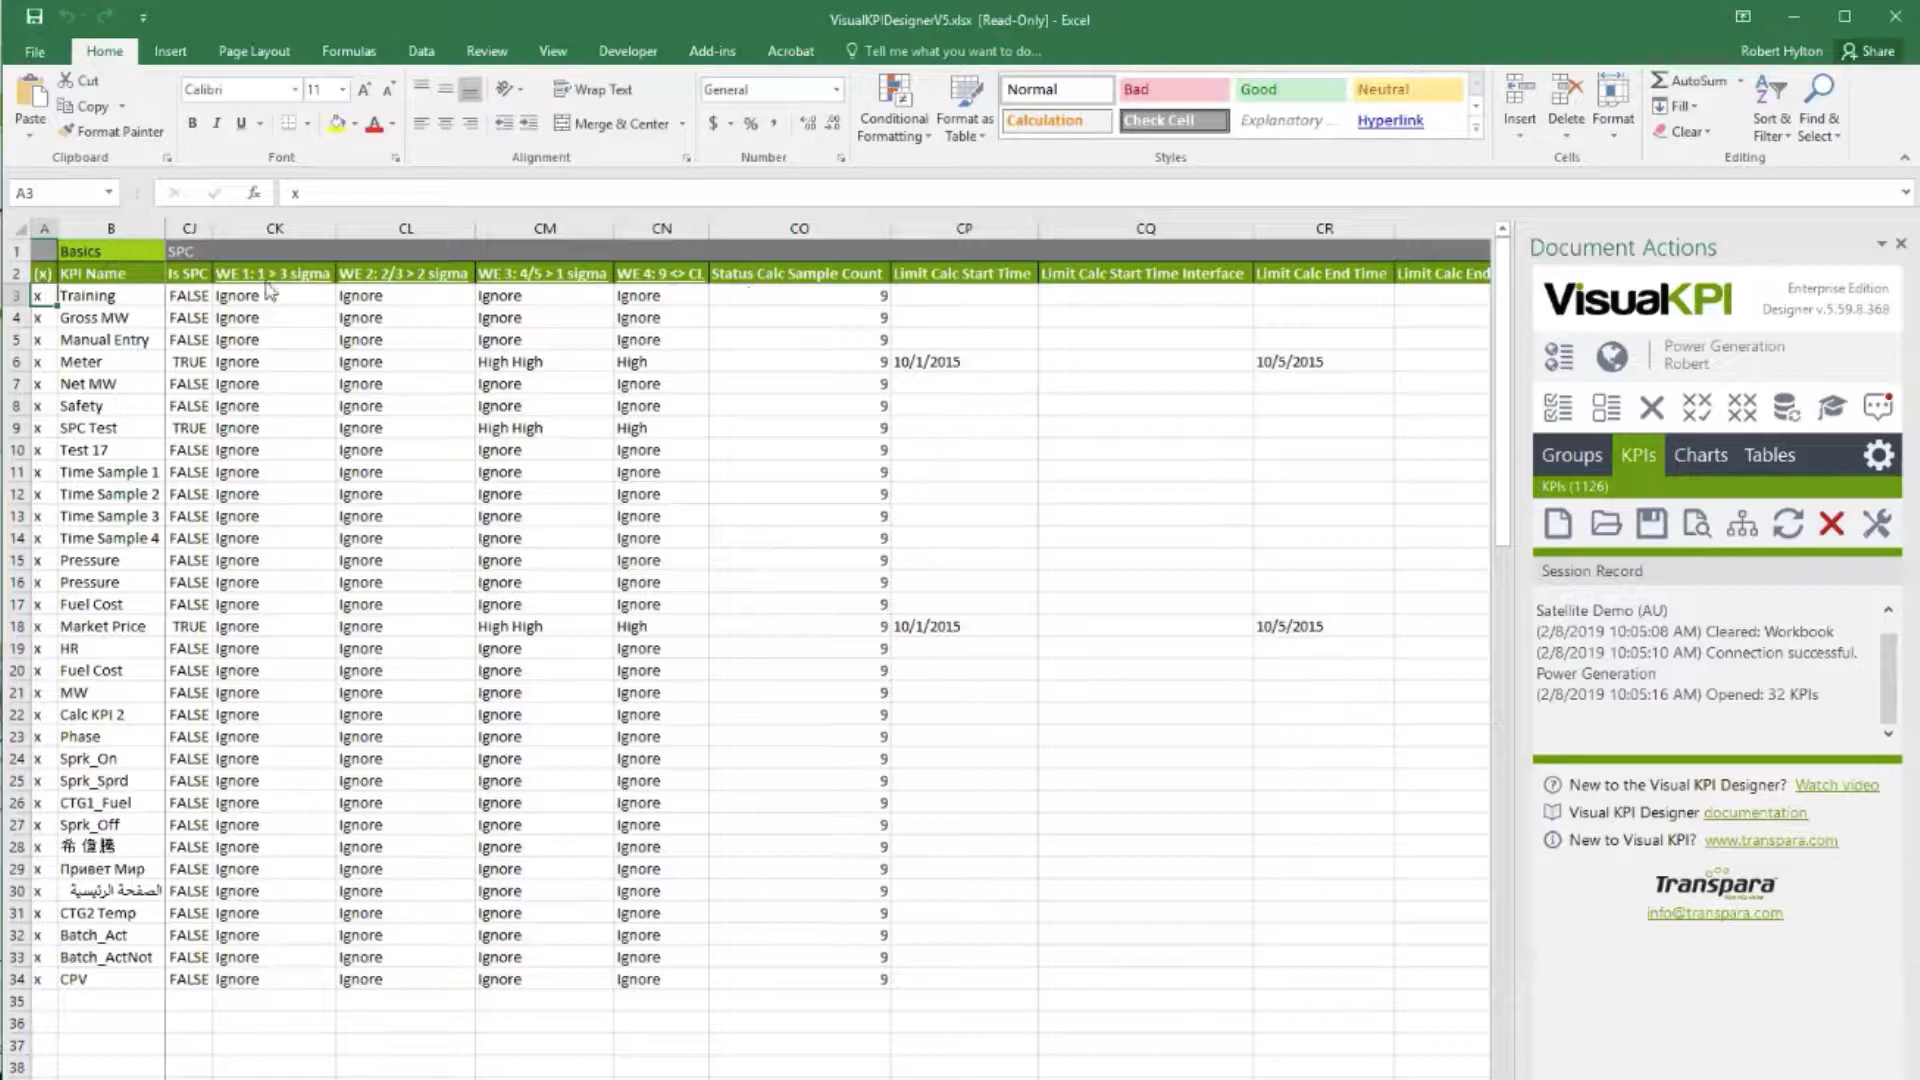 VisualKPIDesignerV5.xlsx [Read-Only] - Excel
File Home Insert Page Layout Formulas Data Review View Developer Add-ins Acrobat Tell me what you want to do... Robert Hylton Share
Cut
Copy
Format Painter
Paste
Clipboard
Calibri 11
B I U
Font
Wrap Text
Merge & Center
Alignment
General
$ % ,
Number
Conditional Formatting
Format as Table
Normal Bad Good Neutral
Calculation Check Cell Explanatory ... Hyperlink
Styles
Insert Delete Format
Cells
AutoSum
Fill
Clear
Sort & Filter
Find & Select
Editing
A3 fx x
A B CJ CK CL CM CN CO CP CQ CR
1 Basics SPC
2 (x) KPI Name Is SPC WE 1: 1 > 3 sigma WE 2: 2/3 > 2 sigma WE 3: 4/5 > 1 sigma WE 4: 9 <> CL Status Calc Sample Count Limit Calc Start Time Limit Calc Start Time Interface Limit Calc End Time Limit Calc End
3 x Training FALSE Ignore Ignore Ignore Ignore 9
4 x Gross MW FALSE Ignore Ignore Ignore Ignore 9
5 x Manual Entry FALSE Ignore Ignore Ignore Ignore 9
6 x Meter TRUE Ignore Ignore High High High 9 10/1/2015 10/5/2015
7 x Net MW FALSE Ignore Ignore Ignore Ignore 9
8 x Safety FALSE Ignore Ignore Ignore Ignore 9
9 x SPC Test TRUE Ignore Ignore High High High 9
10 x Test 17 FALSE Ignore Ignore Ignore Ignore 9
11 x Time Sample 1 FALSE Ignore Ignore Ignore Ignore 9
12 x Time Sample 2 FALSE Ignore Ignore Ignore Ignore 9
13 x Time Sample 3 FALSE Ignore Ignore Ignore Ignore 9
14 x Time Sample 4 FALSE Ignore Ignore Ignore Ignore 9
15 x Pressure FALSE Ignore Ignore Ignore Ignore 9
16 x Pressure FALSE Ignore Ignore Ignore Ignore 9
17 x Fuel Cost FALSE Ignore Ignore Ignore Ignore 9
18 x Market Price TRUE Ignore Ignore High High High 9 10/1/2015 10/5/2015
19 x HR FALSE Ignore Ignore Ignore Ignore 9
20 x Fuel Cost FALSE Ignore Ignore Ignore Ignore 9
21 x MW FALSE Ignore Ignore Ignore Ignore 9
22 x Calc KPI 2 FALSE Ignore Ignore Ignore Ignore 9
23 x Phase FALSE Ignore Ignore Ignore Ignore 9
24 x Sprk_On FALSE Ignore Ignore Ignore Ignore 9
25 x Sprk_Sprd FALSE Ignore Ignore Ignore Ignore 9
26 x CTG1_Fuel FALSE Ignore Ignore Ignore Ignore 9
27 x Sprk_Off FALSE Ignore Ignore Ignore Ignore 9
28 x 希 偉 騰 FALSE Ignore Ignore Ignore Ignore 9
29 x Привет Мир FALSE Ignore Ignore Ignore Ignore 9
30 x الصفحة الرئيسية FALSE Ignore Ignore Ignore Ignore 9
31 x CTG2 Temp FALSE Ignore Ignore Ignore Ignore 9
32 x Batch_Act FALSE Ignore Ignore Ignore Ignore 9
33 x Batch_ActNot FALSE Ignore Ignore Ignore Ignore 9
34 x CPV FALSE Ignore Ignore Ignore Ignore 9
35
36
37
38
Document Actions
VisualKPI
Enterprise Edition
Designer v.5.59.8.368
Power Generation
Robert
Groups KPIs Charts Tables
KPIs (1126)
Session Record
Satellite Demo (AU)
(2/8/2019 10:05:08 AM) Cleared: Workbook
(2/8/2019 10:05:10 AM) Connection successful.
Power Generation
(2/8/2019 10:05:16 AM) Opened: 32 KPIs
New to the Visual KPI Designer? Watch video
Visual KPI Designer documentation
New to Visual KPI? www.transpara.com
Transpara
info@transpara.com